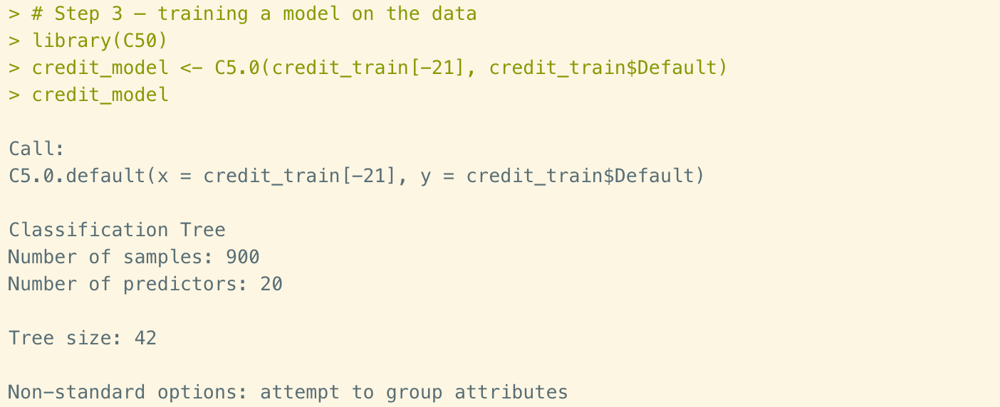 > # Step 3 – training a model on the data
> library(C50)
> credit_model <- C5.0(credit_train[-21], credit_train$Default)
> credit_model
Call:
C5.0.default(x = credit_train[-21], y = credit_train$Default)
Classification Tree
Number of samples: 900
Number of predictors: 20
Tree size: 42
Non-standard options: attempt to group attributes